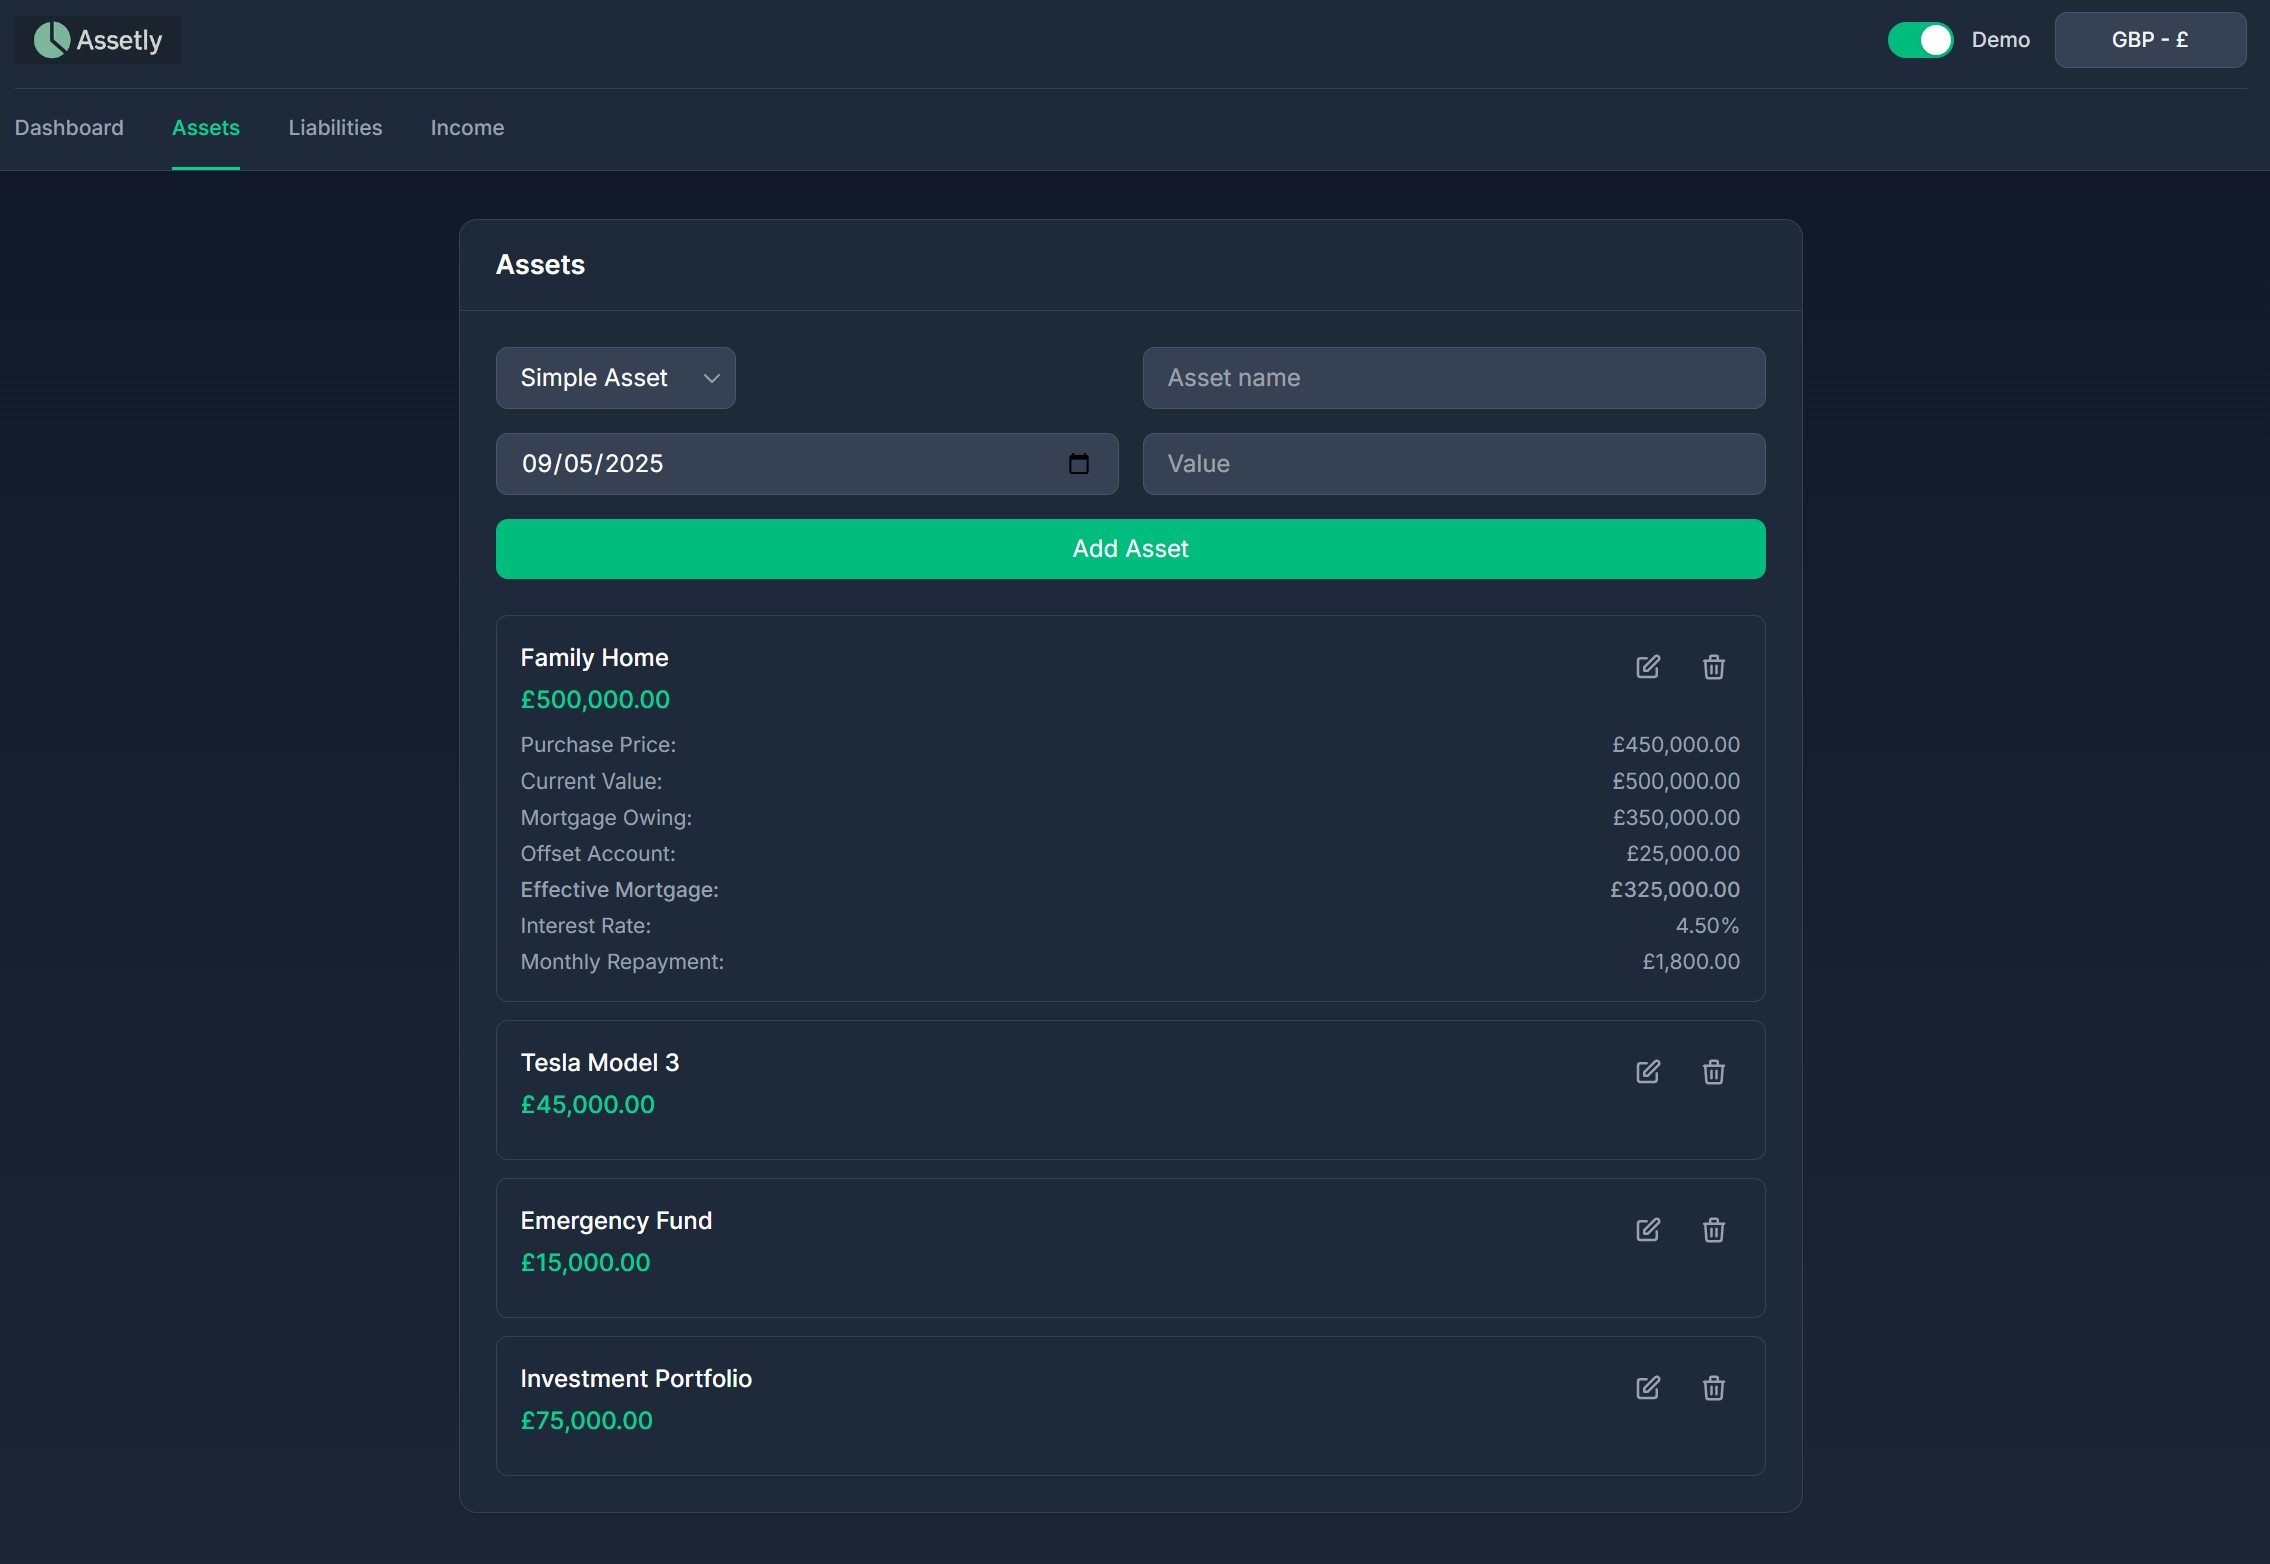 Assetly
Demo
GBP - £
Dashboard
Assets
Liabilities
Income
Assets
Simple Asset
Asset name
09/05/2025
Value
Add Asset
Family Home
£500,000.00
Purchase Price: £450,000.00
Current Value: £500,000.00
Mortgage Owing: £350,000.00
Offset Account: £25,000.00
Effective Mortgage: £325,000.00
Interest Rate: 4.50%
Monthly Repayment: £1,800.00
Tesla Model 3
£45,000.00
Emergency Fund
£15,000.00
Investment Portfolio
£75,000.00